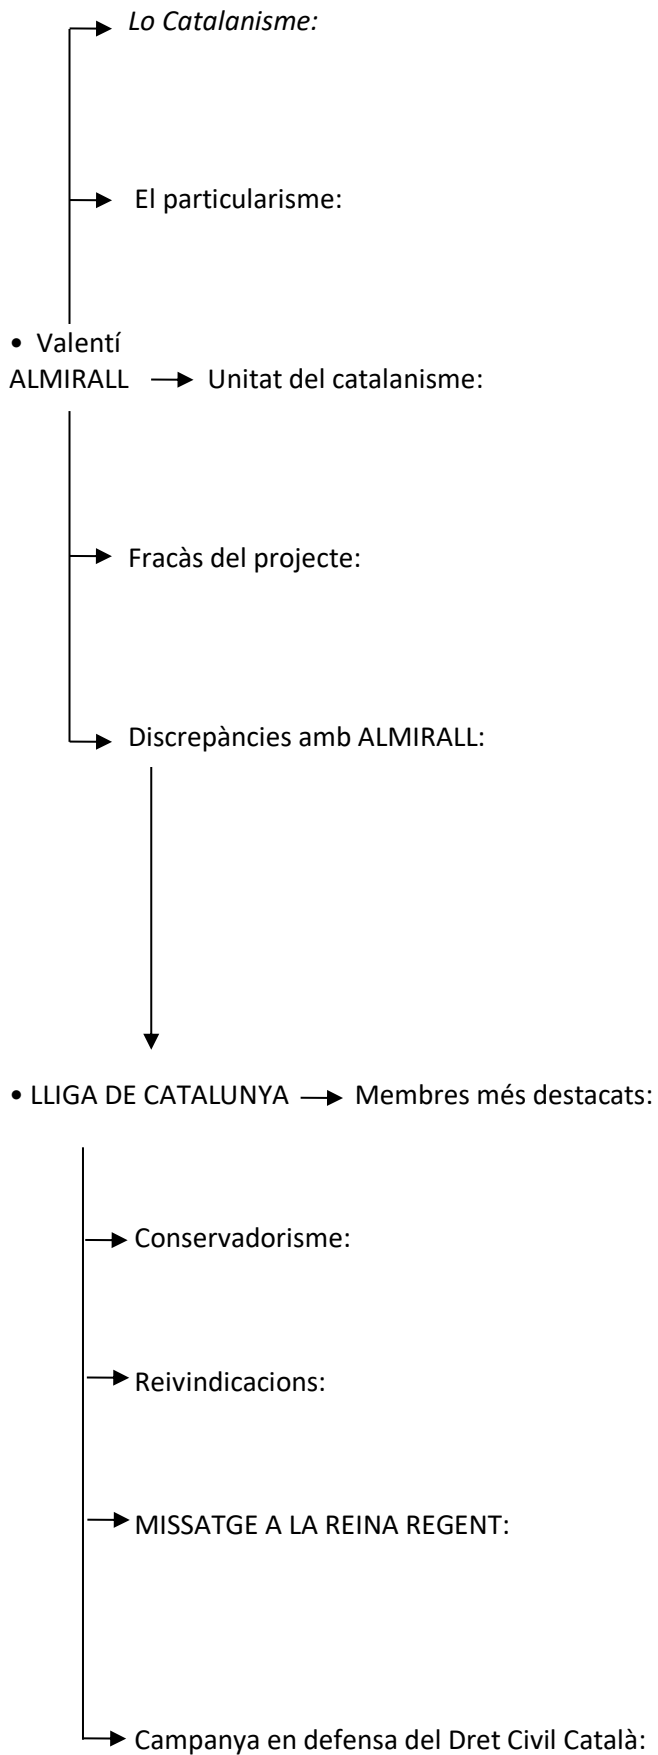 Lo Catalanisme:
El particularisme:
• Valentí
ALMIRALL
Unitat del catalanisme:
Fracàs del projecte:
Discrepàncies amb ALMIRALL:
• LLIGA DE CATALUNYA
Membres més destacats:
Conservadorisme:
Reivindicacions:
MISSATGE A LA REINA REGENT:
Campanya en defensa del Dret Civil Català: